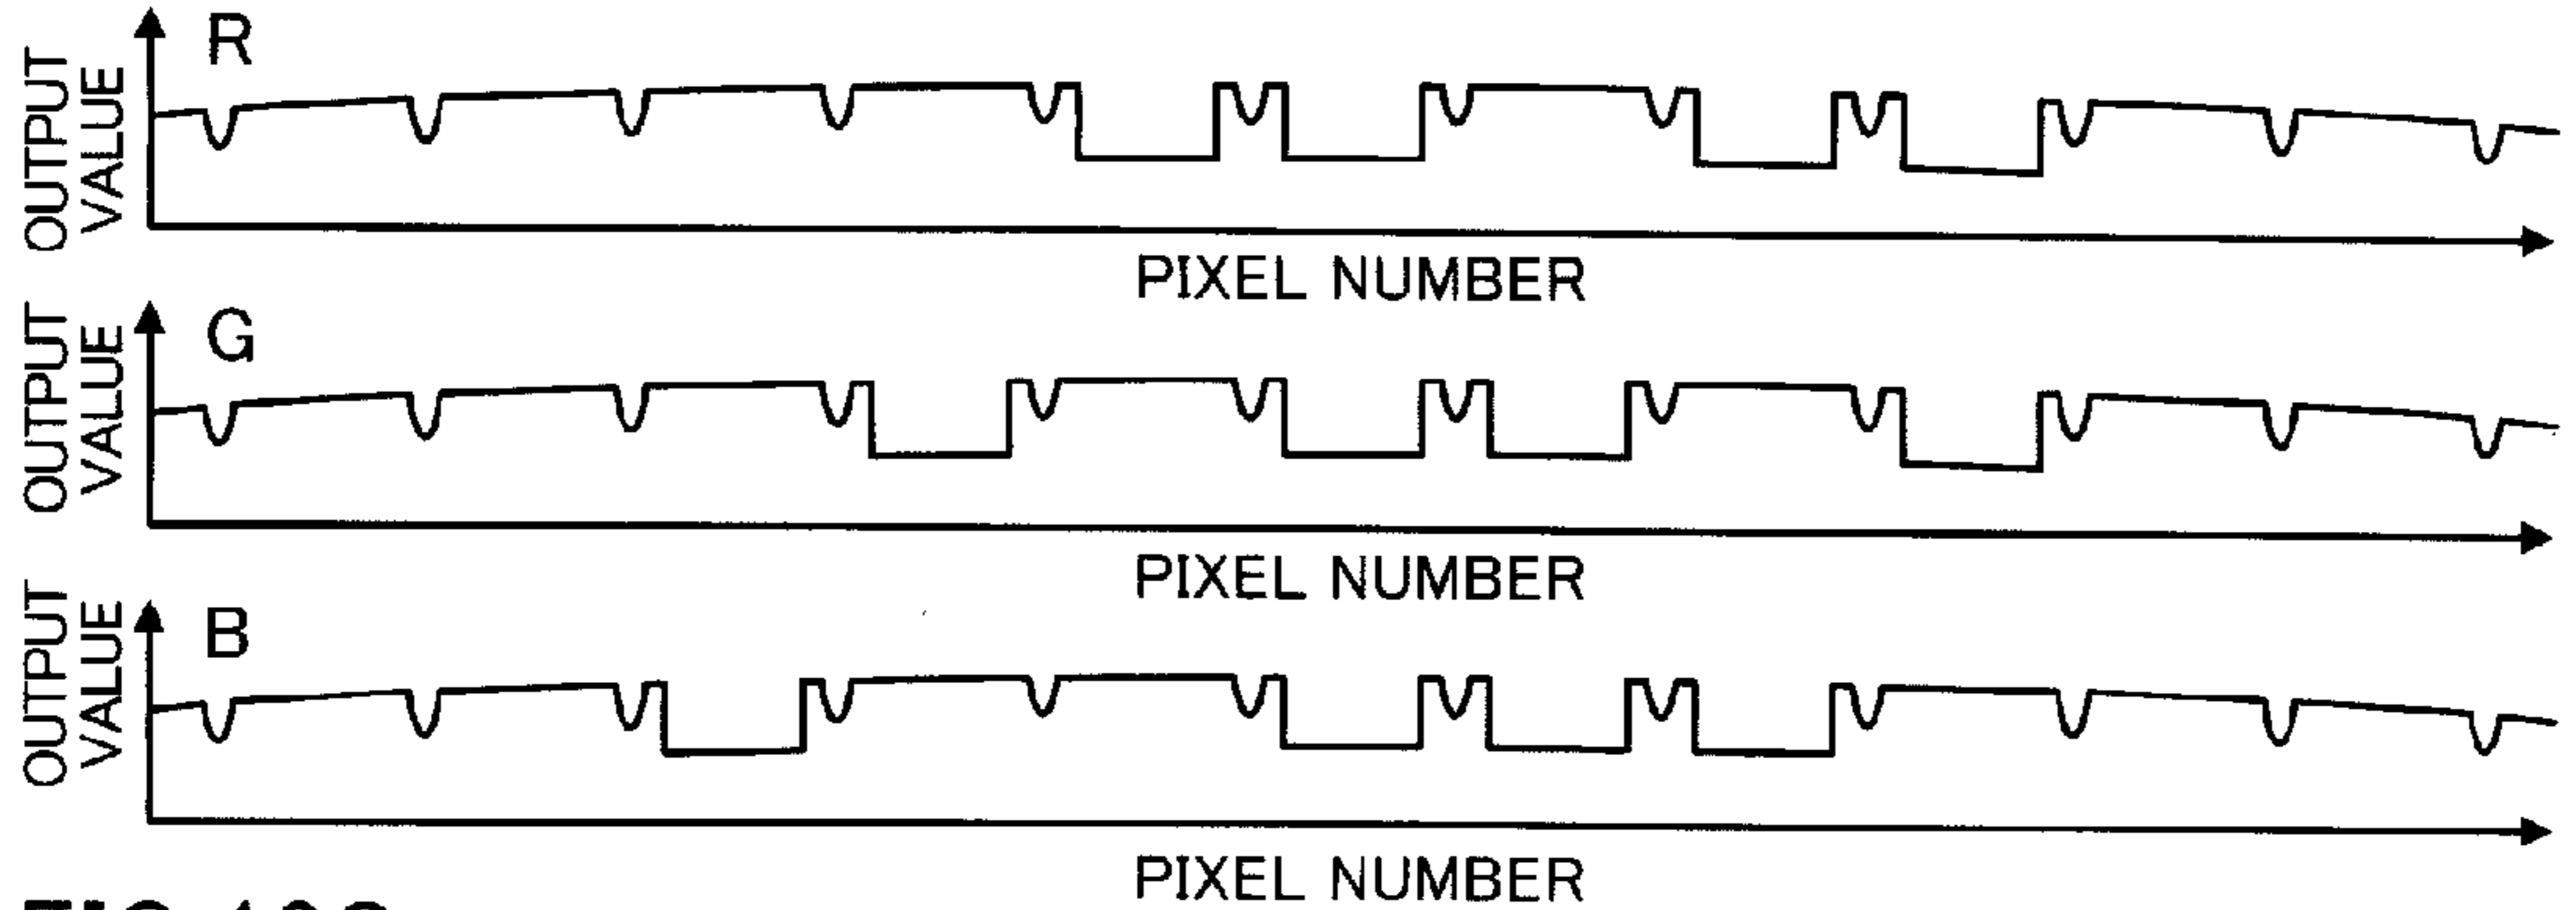 R
OUTPUT
VALUE
PIXEL NUMBER
G
OUTPUT
VALUE
PIXEL NUMBER
B
OUTPUT
VALUE
PIXEL NUMBER